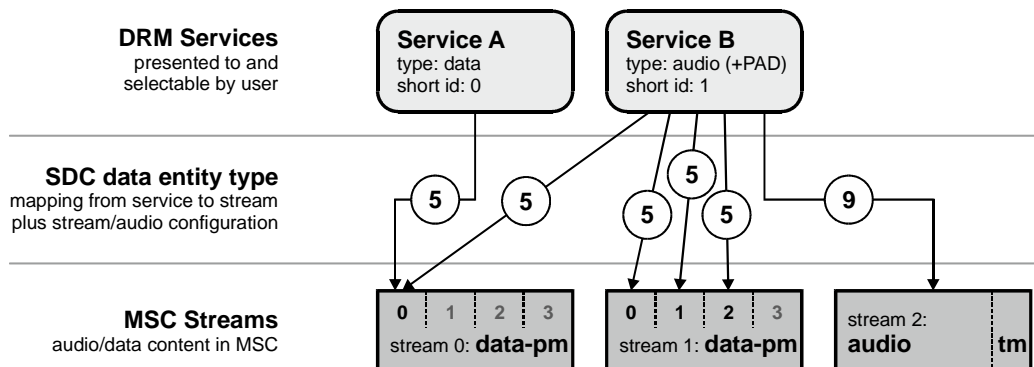 DRM Services
presented to and
selectable by user
Service A
type: data
short id: 0
Service B
type: audio (+PAD)
short id: 1
SDC data entity type
mapping from service to stream
plus stream/audio configuration
5
5
5
5
5
9
MSC Streams
audio/data content in MSC
0 1 2 3
stream 0: data-pm
0 1 2 3
stream 1: data-pm
stream 2:
audio tm